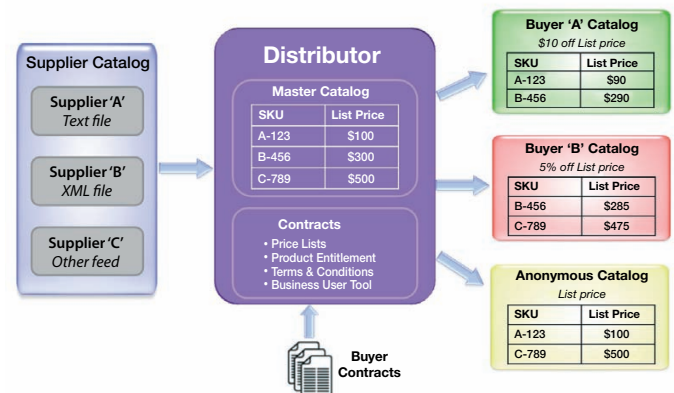 Supplier Catalog
Supplier 'A'
Text file
Supplier 'B'
XML file
Supplier 'C'
Other feed
Distributor
Master Catalog
SKU List Price
A-123 $100
B-456 $300
C-789 $500
Contracts
• Price Lists
• Product Entitlement
• Terms & Conditions
• Business User Tool
Buyer
Contracts
Buyer 'A' Catalog
$10 off List price
SKU List Price
A-123 $90
B-456 $290
Buyer 'B' Catalog
5% off List price
SKU List Price
B-456 $285
C-789 $475
Anonymous Catalog
List price
SKU List Price
A-123 $100
C-789 $500